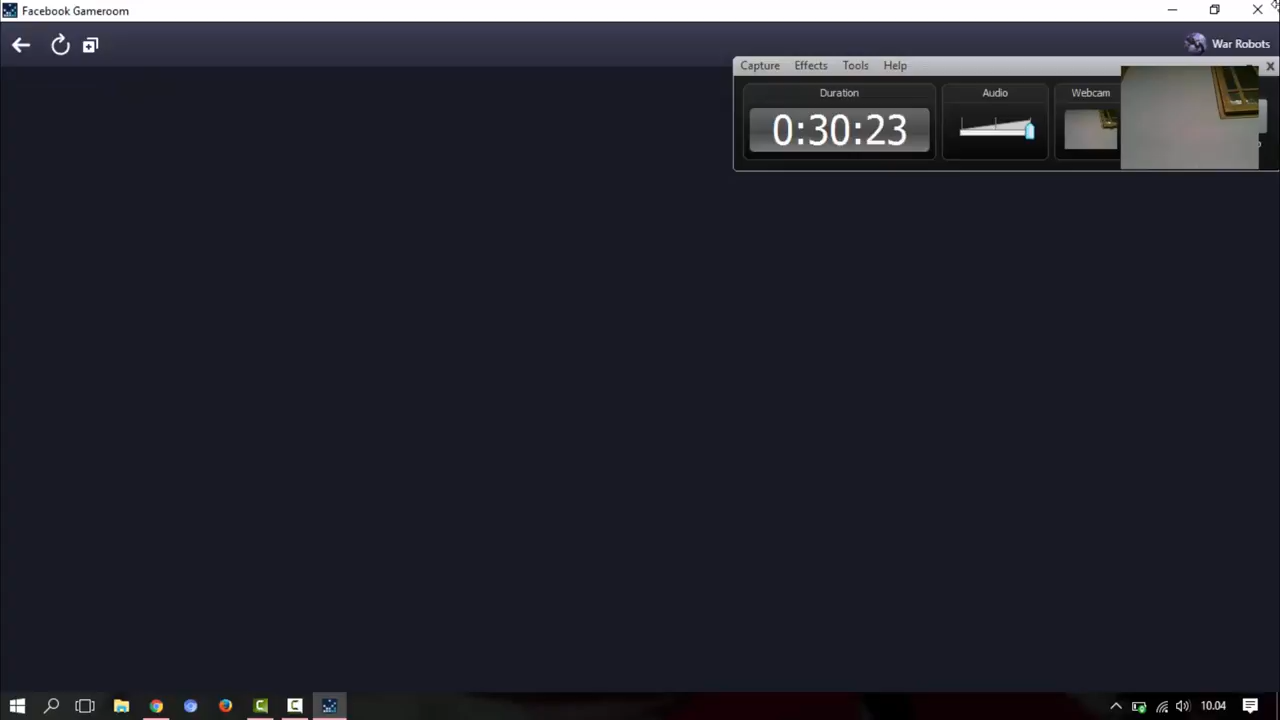 Facebook Gameroom
War Robots
Capture Effects Tools Help
Duration
Audio
Webcam
0:30:23
10.04